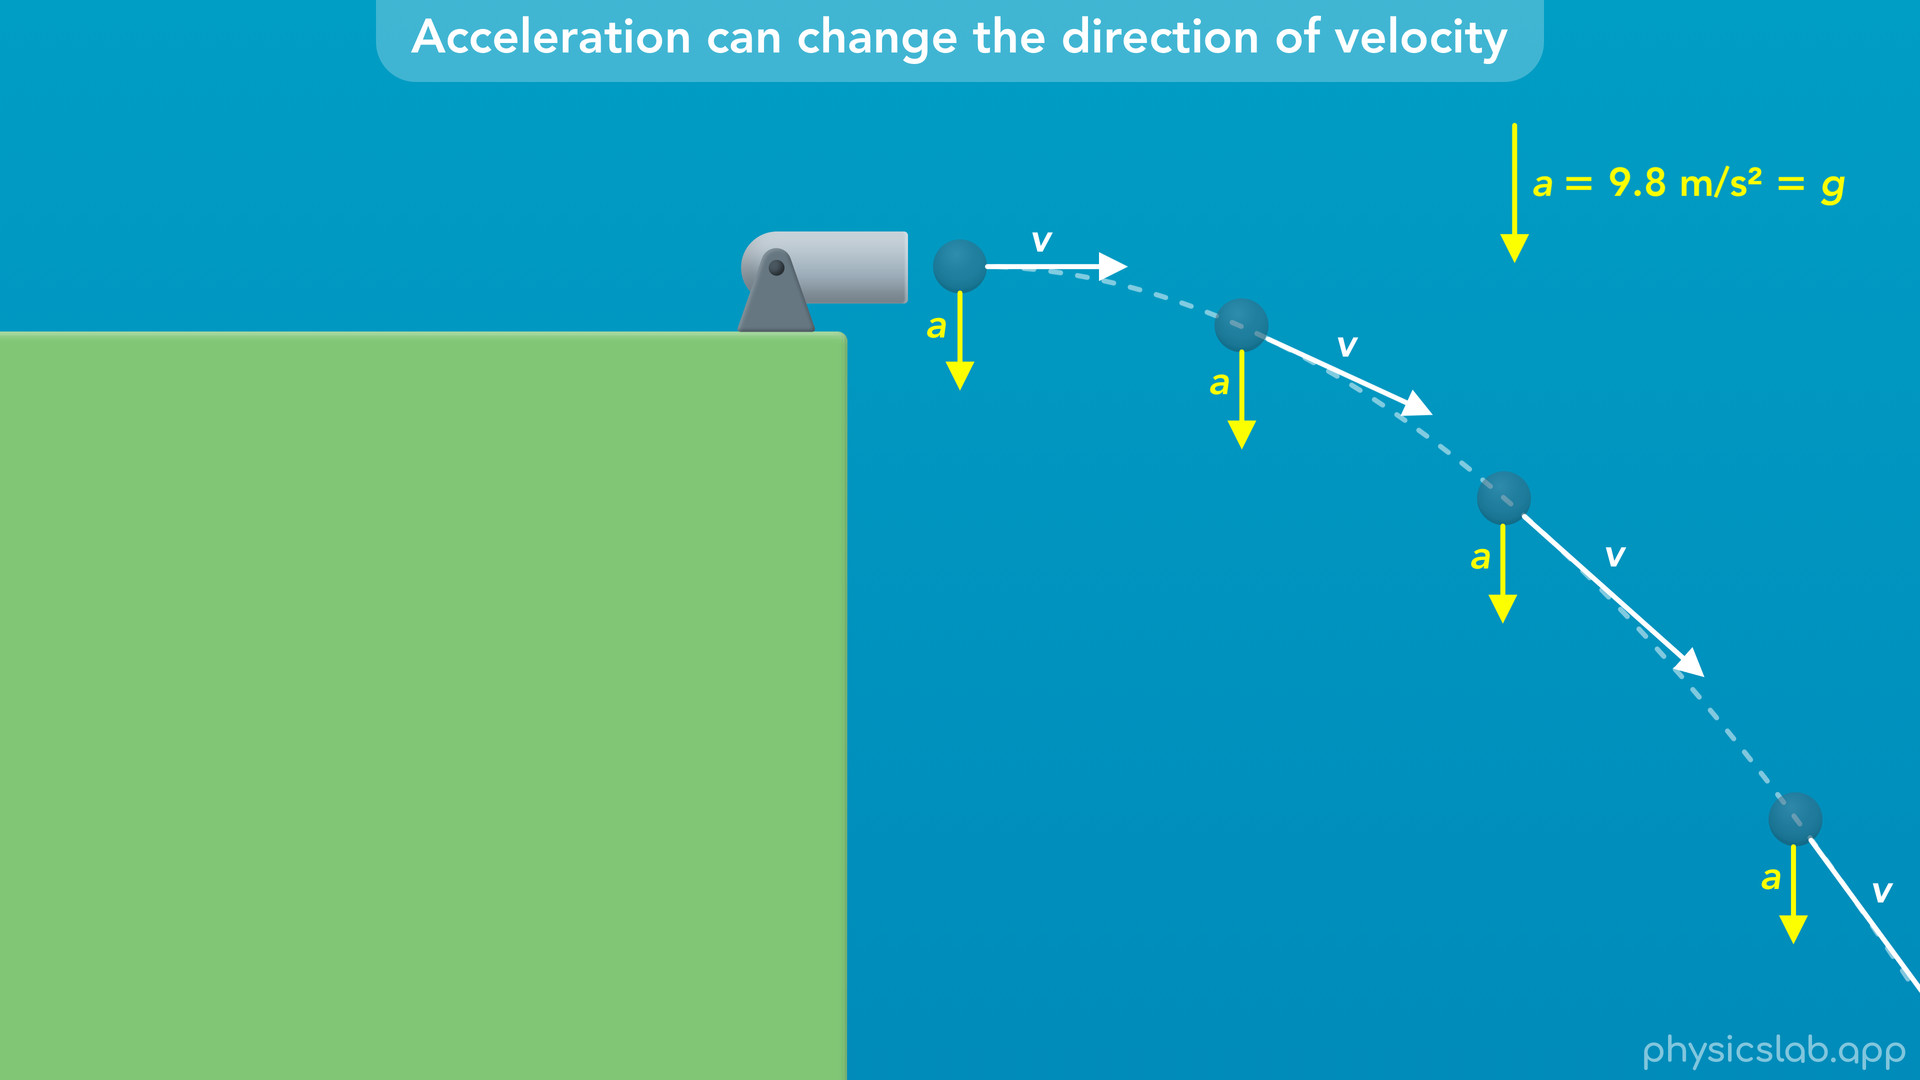 Acceleration can change the direction of velocity
a = 9.8 m/s² = g
v
a
v
a
v
a
v
a
physicslab.app